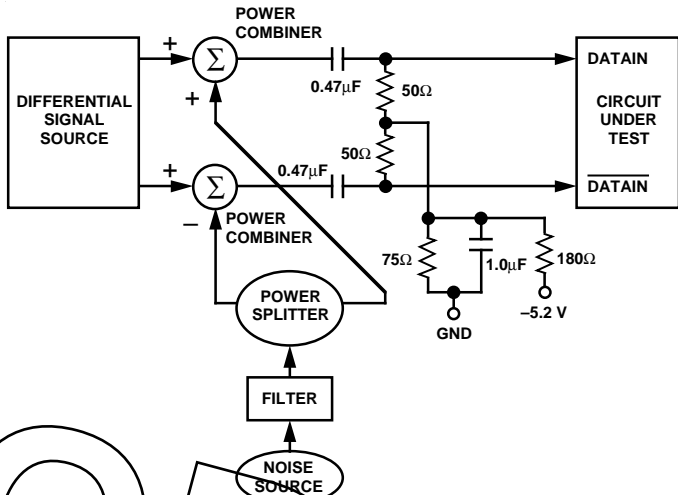 POWER
COMBINER
+
Σ
+
0.47µF
50Ω
DATAIN
DIFFERENTIAL
SIGNAL
SOURCE
CIRCUIT
UNDER
TEST
50Ω
0.47µF
+
Σ
–
POWER
COMBINER
DATAIN
75Ω
1.0µF
180Ω
GND
–5.2 V
POWER
SPLITTER
FILTER
NOISE
SOURCE